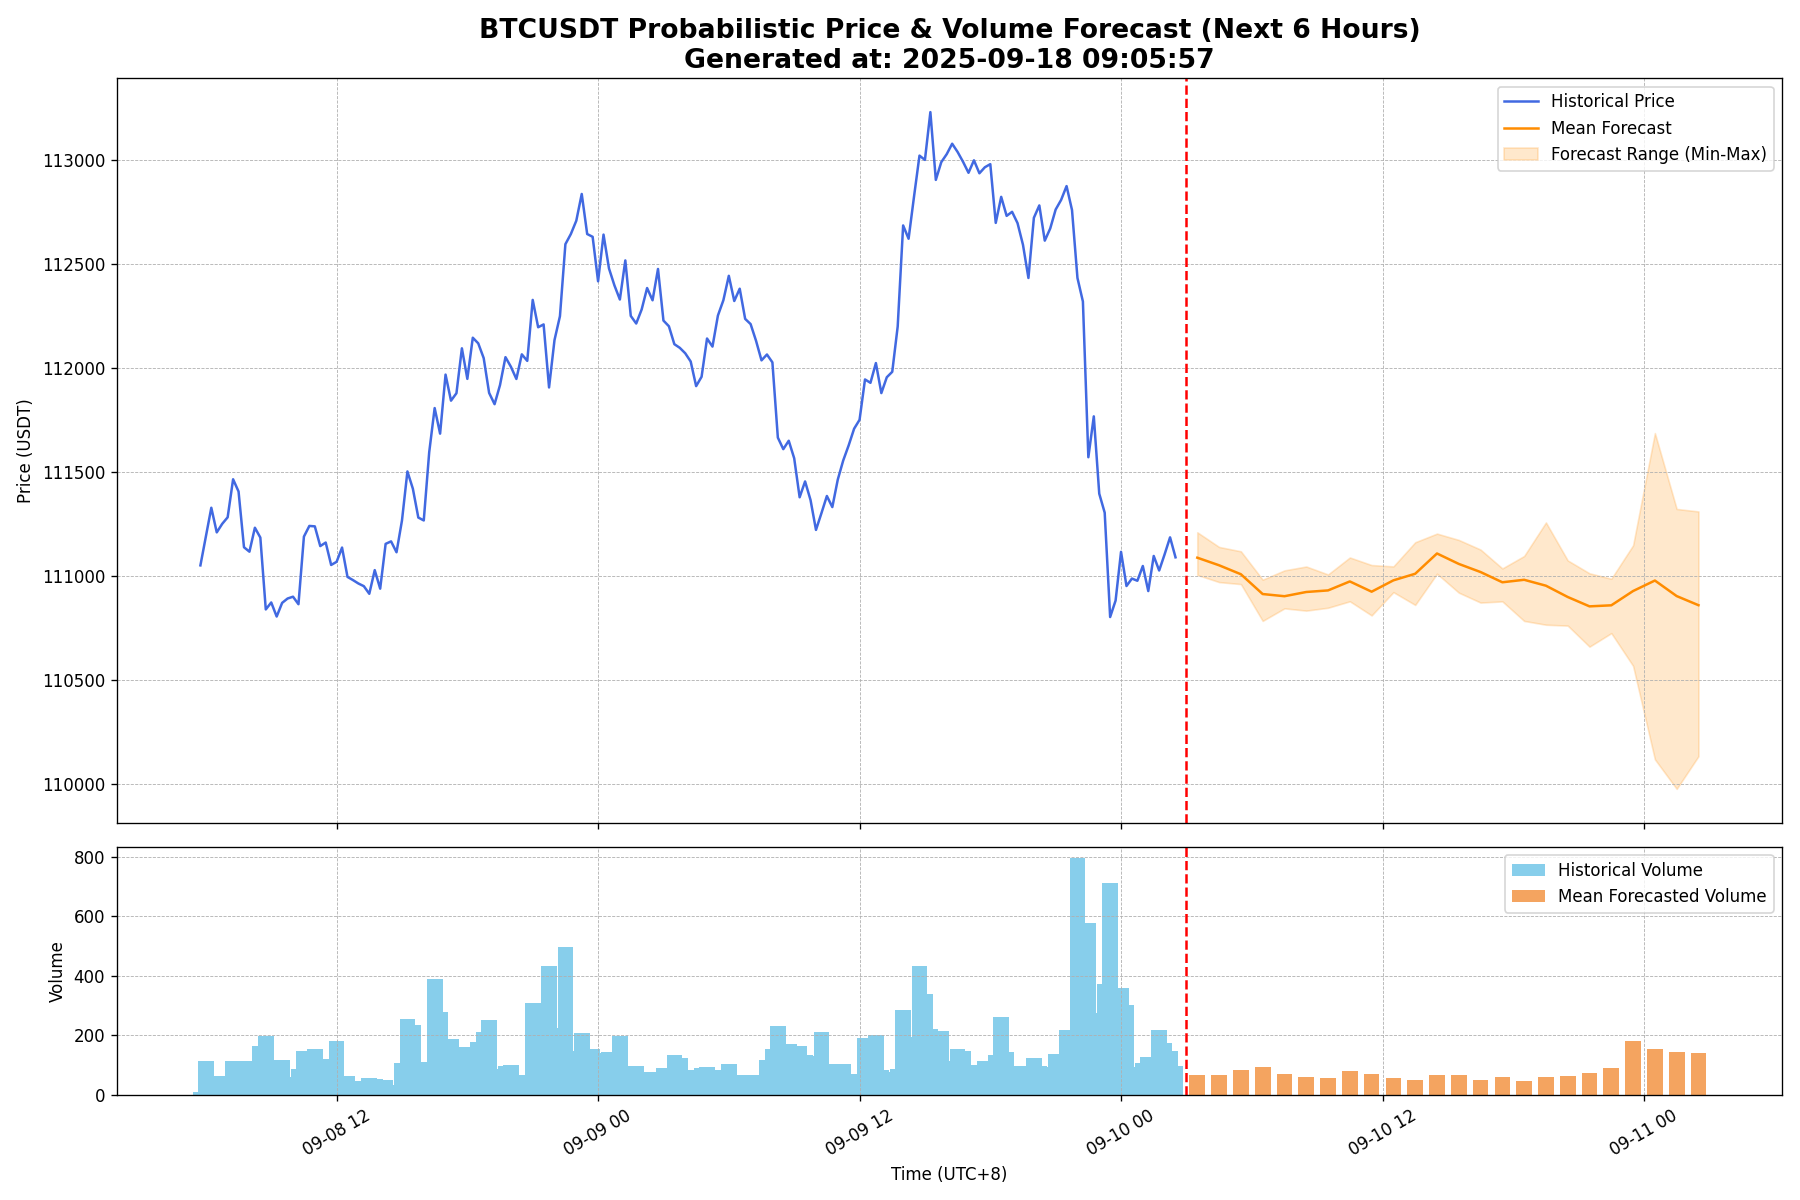 BTCUSDT Probabilistic Price & Volume Forecast (Next 6 Hours)
Generated at: 2025-09-18 09:05:57
Historical Price
Mean Forecast
Forecast Range (Min-Max)
Price (USDT)
113000
112500
112000
111500
111000
110500
110000
Historical Volume
Mean Forecasted Volume
Volume
800
600
400
200
0
09-08 12
09-09 00
09-09 12
09-10 00
09-10 12
09-11 00
Time (UTC+8)